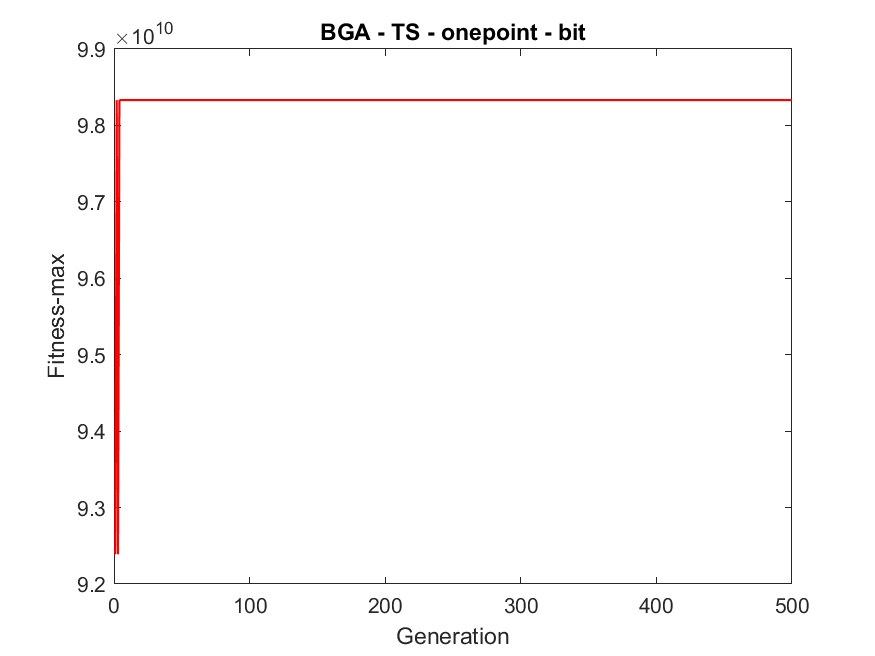 BGA - TS - onepoint - bit
×10^10
9.9
9.8
9.7
9.6
9.5
9.4
9.3
9.2
Fitness-max
0 100 200 300 400 500
Generation